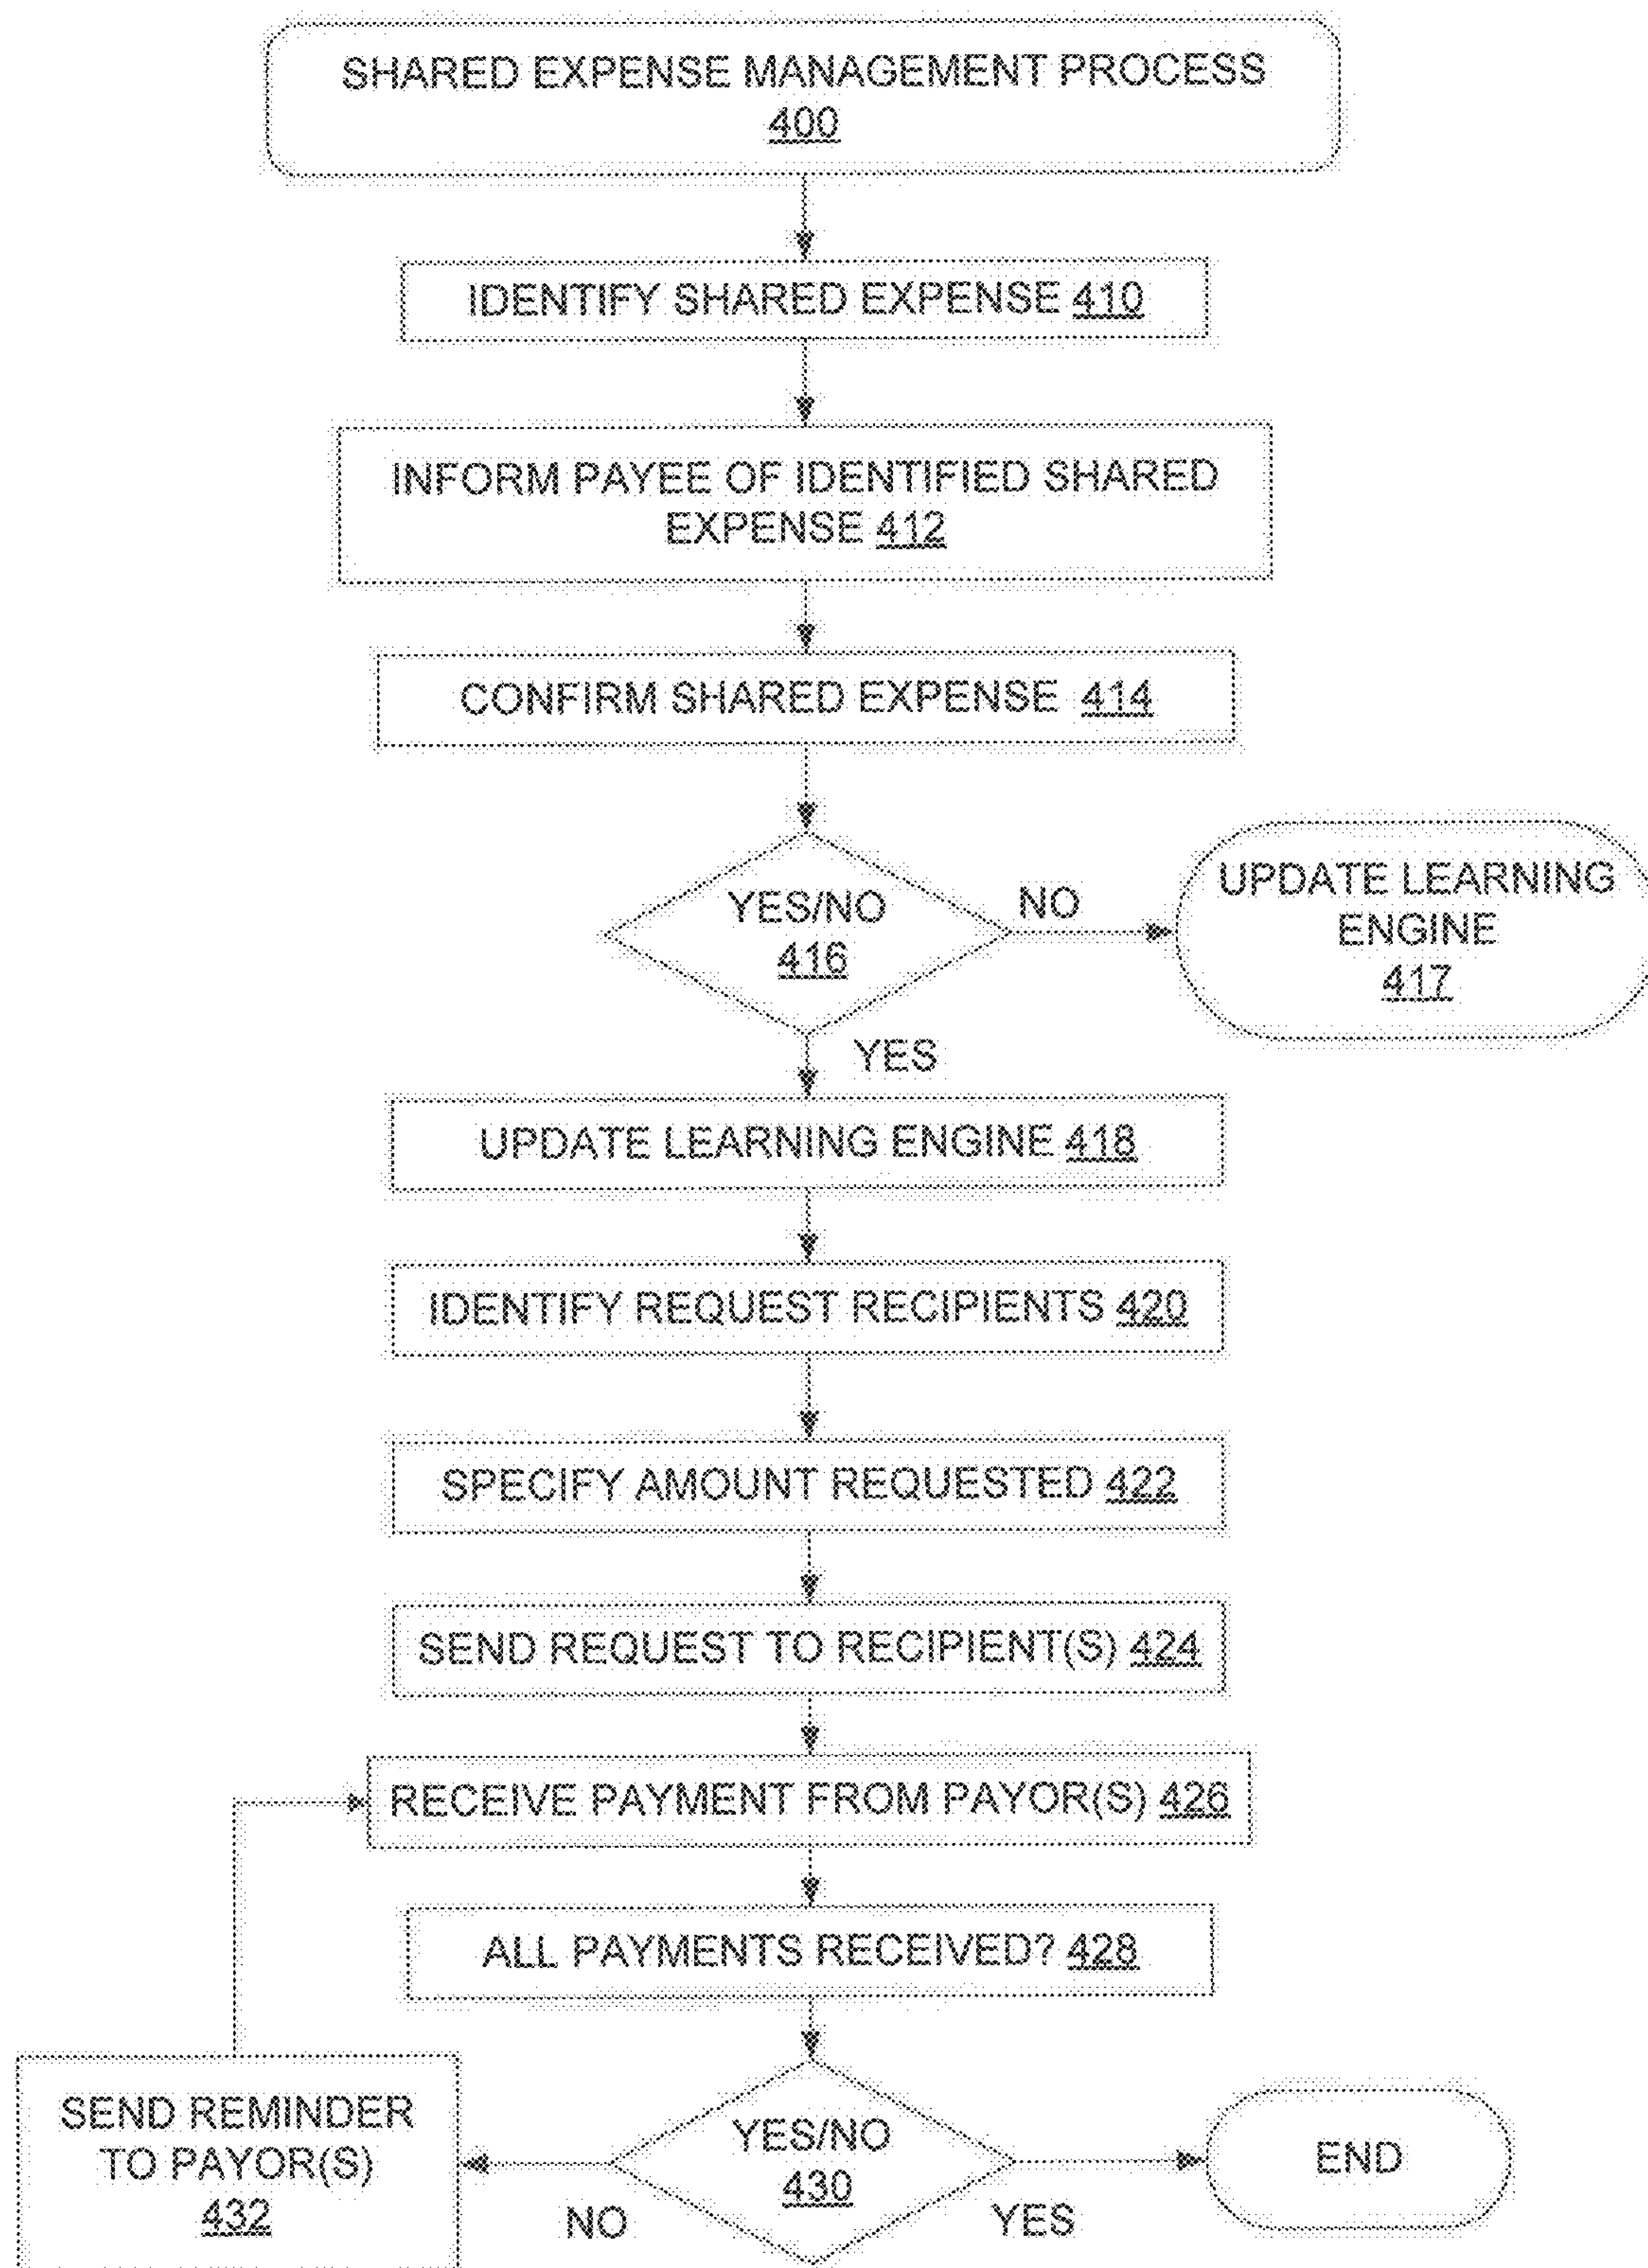 SHARED EXPENSE MANAGEMENT PROCESS
400
IDENTIFY SHARED EXPENSE 410
INFORM PAYEE OF IDENTIFIED SHARED
EXPENSE 412
CONFIRM SHARED EXPENSE 414
YES/NO
416
NO
UPDATE LEARNING
ENGINE
417
YES
UPDATE LEARNING ENGINE 418
IDENTIFY REQUEST RECIPIENTS 420
SPECIFY AMOUNT REQUESTED 422
SEND REQUEST TO RECIPIENT(S) 424
RECEIVE PAYMENT FROM PAYOR(S) 426
ALL PAYMENTS RECEIVED? 428
SEND REMINDER
TO PAYOR(S)
432
NO
YES/NO
430
YES
END